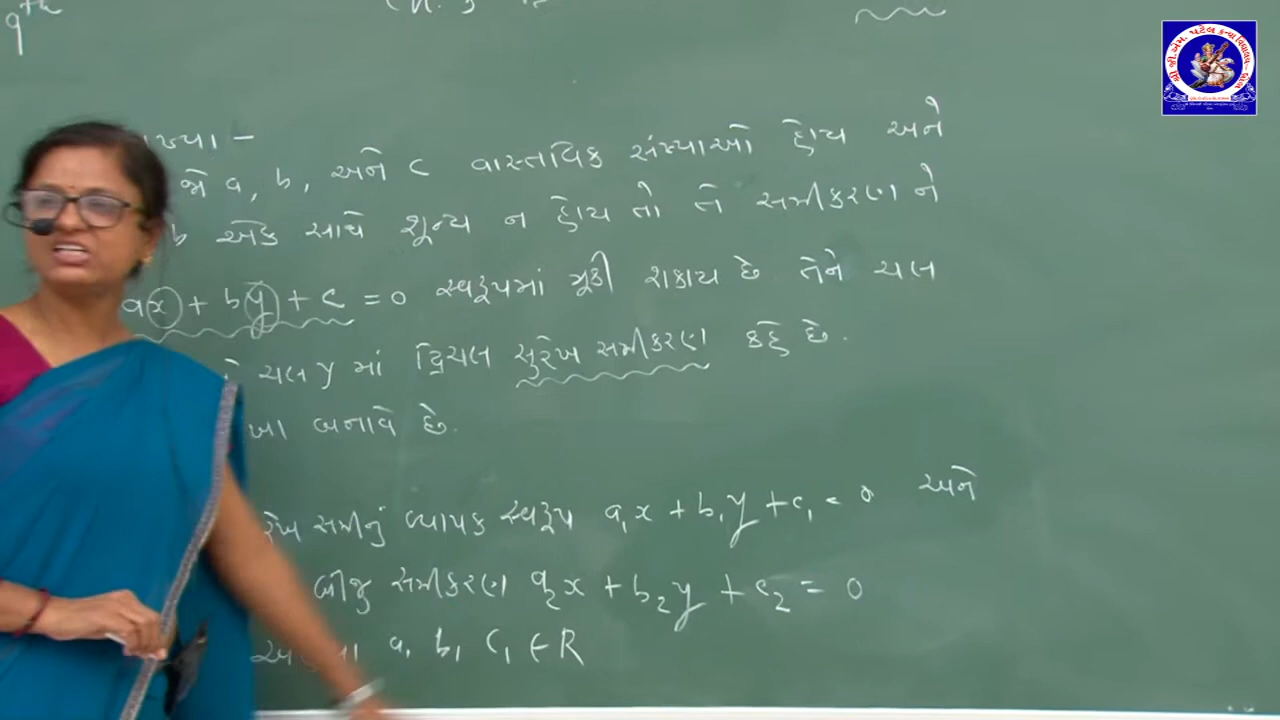 9th
જો a, b, અને c વાસ્તવિક સંખ્યાઓ હોય અને
b એક સાથે શૂન્ય ન હોય તો જે સમીકરણ ને
ax + by + c = 0 સ્વરૂપમાં મૂકી શકાય છે તેને ચલ
ચલ y માં દ્વિચલ સુરેખ સમીકરણ કહે છે.
બનાવે છે.
સમીનું વ્યાપક સ્વરૂપ a₁x + b₁y + c₁ = 0 અને
બીજુ સમીકરણ a₂x + b₂y + c₂ = 0
a₁ b₁ c₁ ∈ R